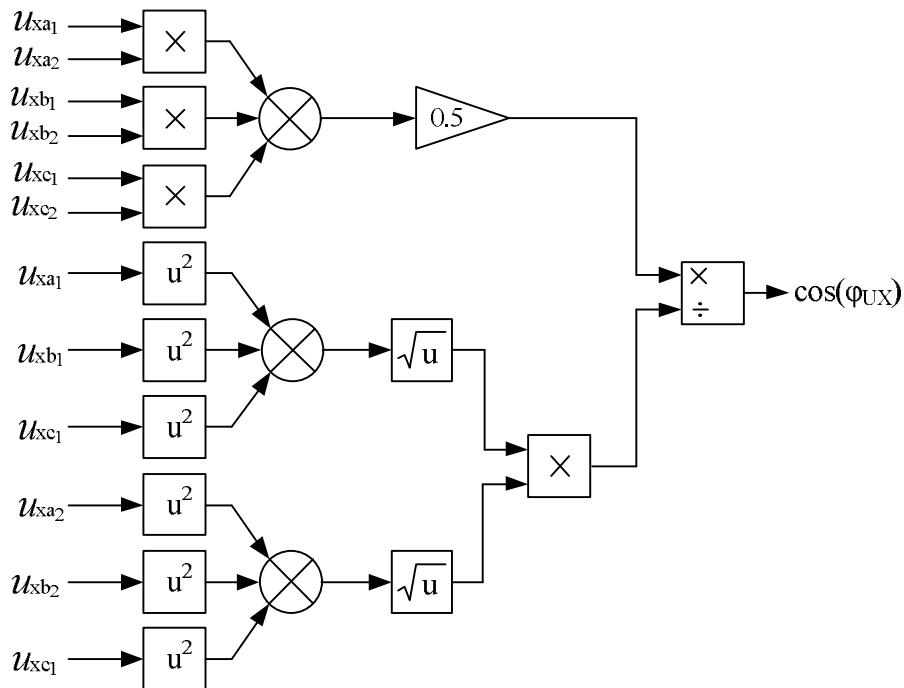 uxa1
×
uxa2
uxb1
×
uxb2
0.5
uxc1
×
uxc2
uxa1
u²
×
÷
cos(φUX)
uxb1
u²
√u
uxc1
u²
×
uxa2
u²
uxb2
u²
√u
uxc1
u²